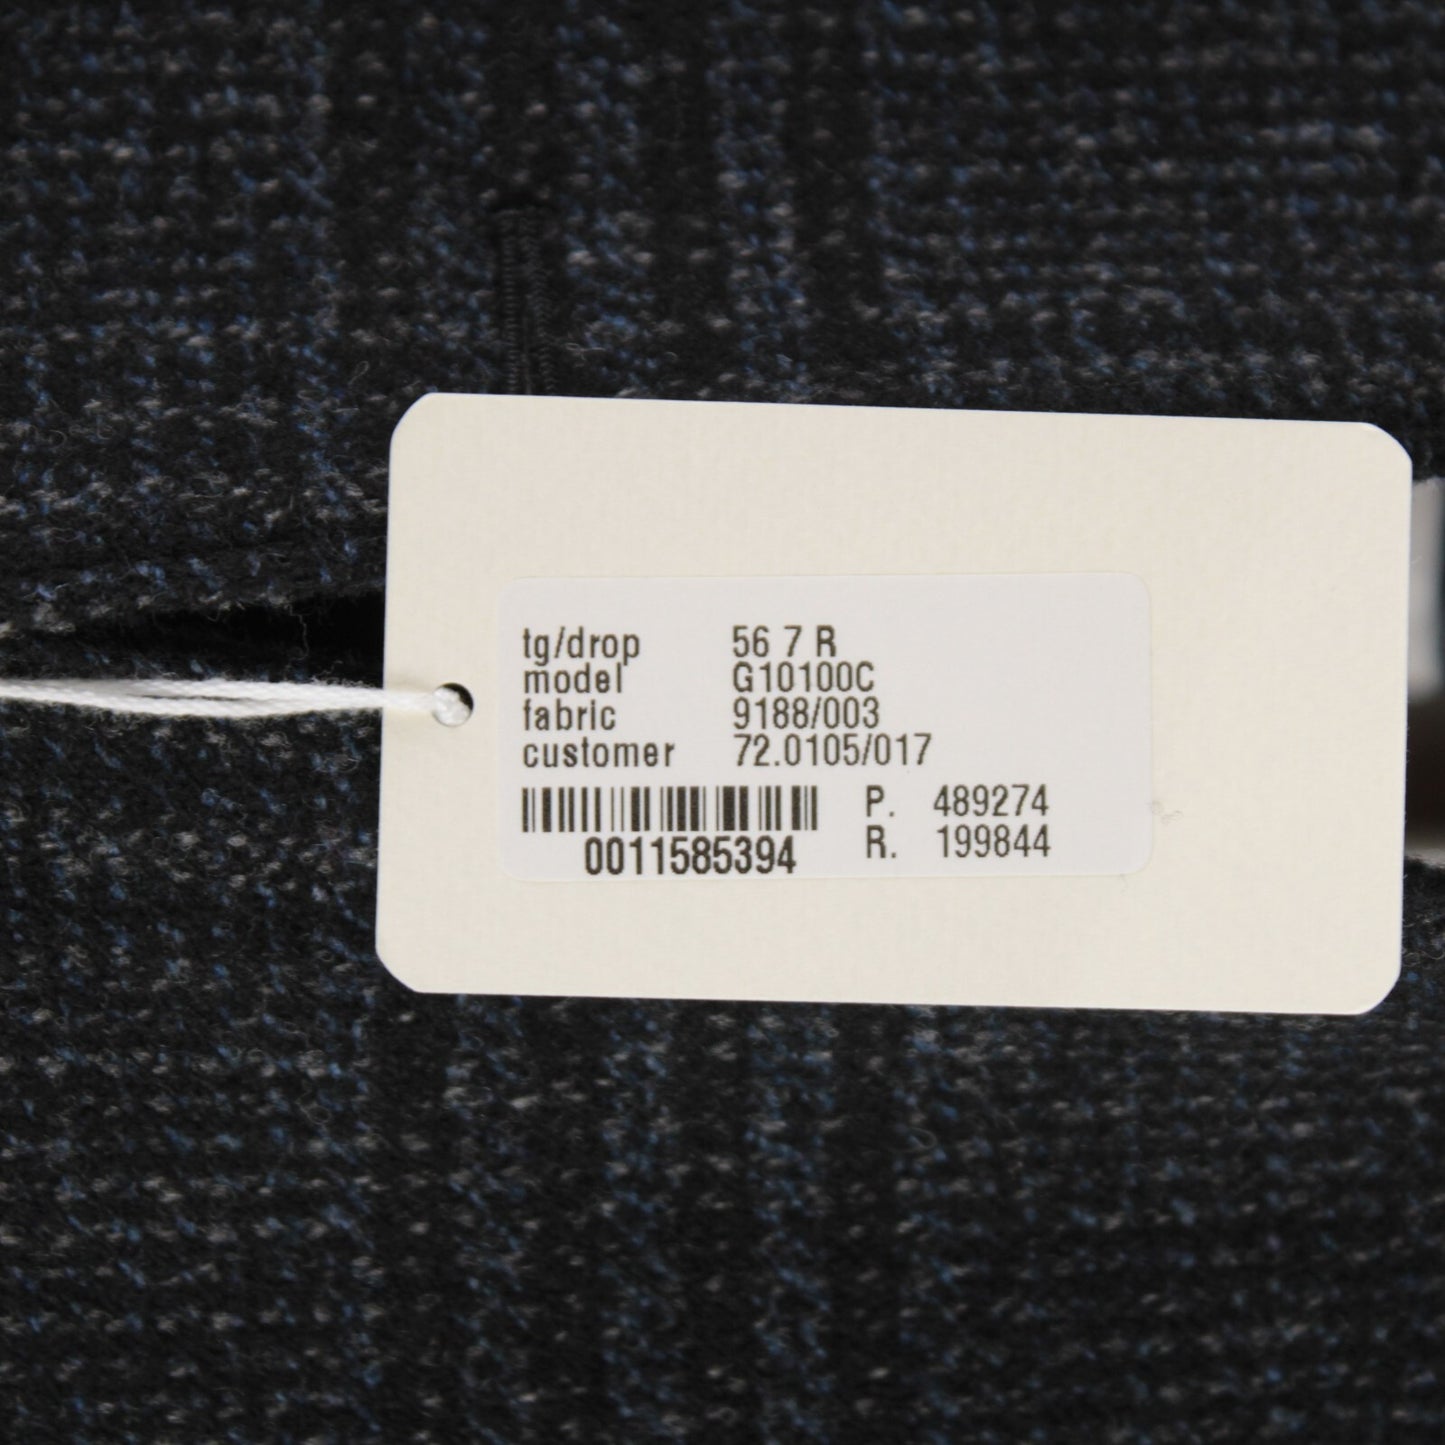 tg/drop 56 7 R
model G10100C
fabric 9188/003
customer 72.0105/017
P. 489274
R. 199844
0011585394